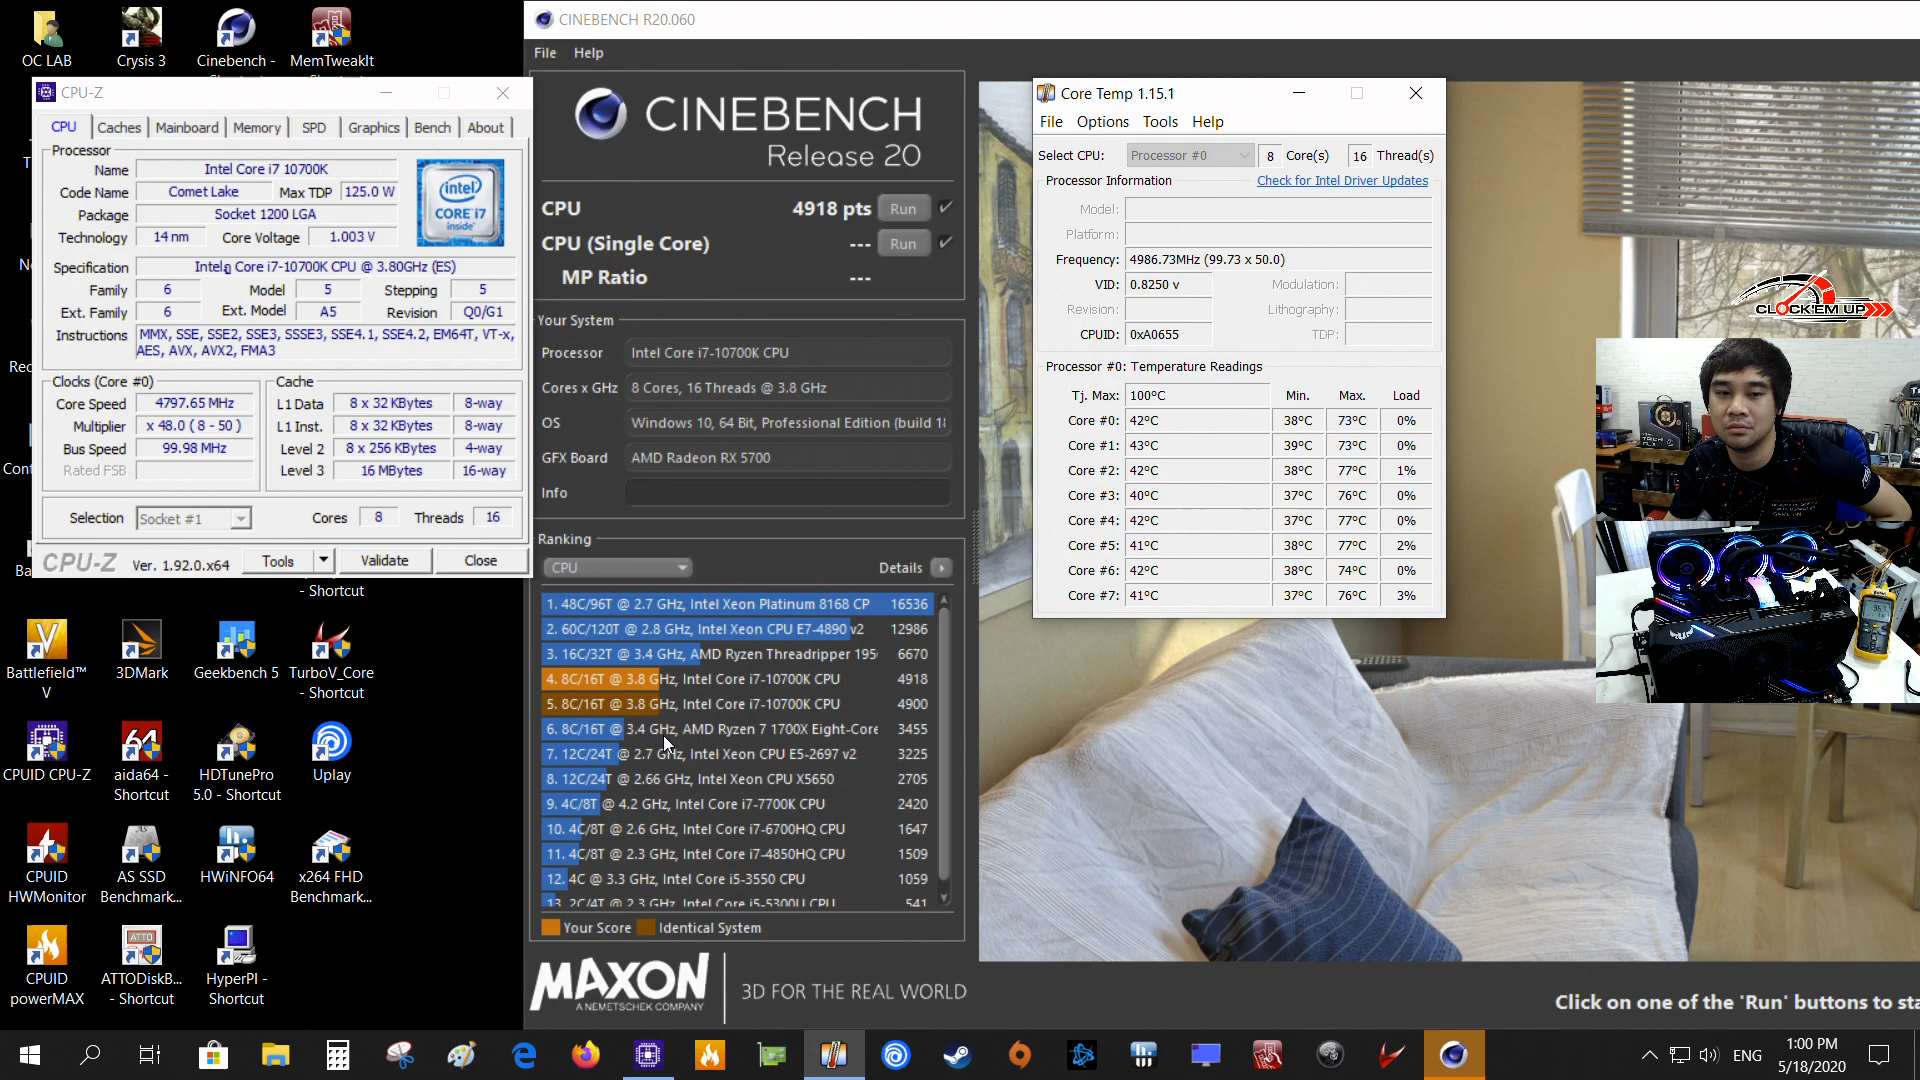 OC LAB
Crysis 3
Cinebench -
MemTweakIt
CPU-Z
CPU Caches Mainboard Memory SPD Graphics Bench About
Processor
Name Intel Core i7 10700K
Code Name Comet Lake Max TDP 125.0 W
Package Socket 1200 LGA
Technology 14 nm Core Voltage 1.003 V
intel CORE i7 inside
Specification Intel® Core i7-10700K CPU @ 3.80GHz (ES)
Family 6 Model 5 Stepping 5
Ext. Family 6 Ext. Model A5 Revision Q0/G1
Instructions MMX, SSE, SSE2, SSE3, SSSE3, SSE4.1, SSE4.2, EM64T, VT-x,
AES, AVX, AVX2, FMA3
Clocks (Core #0)
Core Speed 4797.65 MHz
Multiplier x 48.0 ( 8 - 50 )
Bus Speed 99.98 MHz
Rated FSB
Cache
L1 Data 8 x 32 KBytes 8-way
L1 Inst. 8 x 32 KBytes 8-way
Level 2 8 x 256 KBytes 4-way
Level 3 16 MBytes 16-way
Selection Socket #1 Cores 8 Threads 16
CPU-Z Ver. 1.92.0.x64 Tools Validate Close
- Shortcut
Battlefield™ V
3DMark
Geekbench 5
TurboV_Core - Shortcut
CPUID CPU-Z
aida64 - Shortcut
HDTunePro 5.0 - Shortcut
Uplay
CPUID HWMonitor
AS SSD Benchmark...
HWiNFO64
x264 FHD Benchmark...
CPUID powerMAX
ATTODiskB... - Shortcut
HyperPI - Shortcut
CINEBENCH R20.060
File Help
CINEBENCH
Release 20
CPU 4918 pts Run
CPU (Single Core) --- Run
MP Ratio ---
Your System
Processor Intel Core i7-10700K CPU
Cores x GHz 8 Cores, 16 Threads @ 3.8 GHz
OS Windows 10, 64 Bit, Professional Edition (build 18
GFX Board AMD Radeon RX 5700
Info
Ranking
CPU Details
1. 48C/96T @ 2.7 GHz, Intel Xeon Platinum 8168 CP 16536
2. 60C/120T @ 2.8 GHz, Intel Xeon CPU E7-4890 v2 12986
3. 16C/32T @ 3.4 GHz, AMD Ryzen Threadripper 195 6670
4. 8C/16T @ 3.8 GHz, Intel Core i7-10700K CPU 4918
5. 8C/16T @ 3.8 GHz, Intel Core i7-10700K CPU 4900
6. 8C/16T @ 3.4 GHz, AMD Ryzen 7 1700X Eight-Core 3455
7. 12C/24T @ 2.7 GHz, Intel Xeon CPU E5-2697 v2 3225
8. 12C/24T @ 2.66 GHz, Intel Xeon CPU X5650 2705
9. 4C/8T @ 4.2 GHz, Intel Core i7-7700K CPU 2420
10. 4C/8T @ 2.6 GHz, Intel Core i7-6700HQ CPU 1647
11. 4C/8T @ 2.3 GHz, Intel Core i7-4850HQ CPU 1509
12. 4C @ 3.3 GHz, Intel Core i5-3550 CPU 1059
13. 2C/4T @ 2.3 GHz, Intel Core i5-5300U CPU 541
Your Score Identical System
MAXON
A NEMETSCHEK COMPANY
3D FOR THE REAL WORLD
Core Temp 1.15.1
File Options Tools Help
Select CPU: Processor #0 8 Core(s) 16 Thread(s)
Processor Information Check for Intel Driver Updates
Model:
Platform:
Frequency: 4986.73MHz (99.73 x 50.0)
VID: 0.8250 v Modulation:
Revision: Lithography:
CPUID: 0xA0655 TDP:
Processor #0: Temperature Readings
Tj. Max: 100°C Min. Max. Load
Core #0: 42°C 38°C 73°C 0%
Core #1: 43°C 39°C 73°C 0%
Core #2: 42°C 38°C 77°C 1%
Core #3: 40°C 37°C 76°C 0%
Core #4: 42°C 37°C 77°C 0%
Core #5: 41°C 38°C 77°C 2%
Core #6: 42°C 38°C 74°C 0%
Core #7: 41°C 37°C 76°C 3%
CLOCK'EM UP
Click on one of the 'Run' buttons to sta
ENG
1:00 PM
5/18/2020